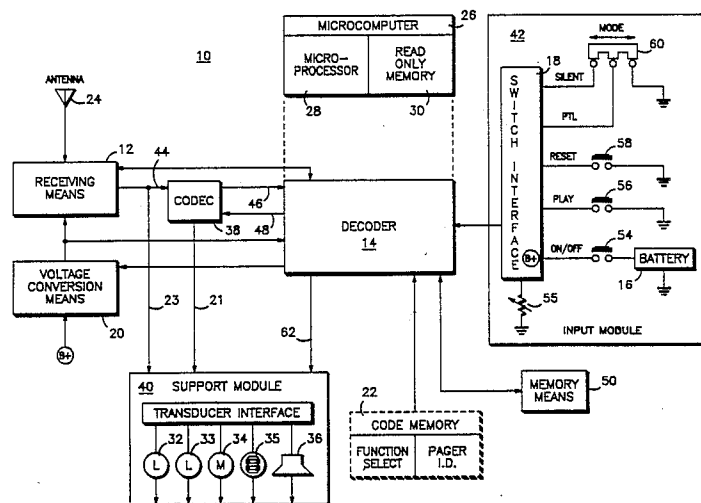 MICROCOMPUTER
26
10
MICRO-
PROCESSOR
28
READ
ONLY
MEMORY
30
42
MODE
60
18
SILENT
PTL
RESET
58
PLAY
56
ON/OFF
54
SWITCH INTERFACE
B+
BATTERY
16
55
INPUT MODULE
ANTENNA
24
12
RECEIVING
MEANS
44
CODEC
38
46
48
DECODER
14
VOLTAGE
CONVERSION
MEANS
20
B+
23
21
62
MEMORY
MEANS
50
40
SUPPORT MODULE
TRANSDUCER INTERFACE
32
33
34
35
36
L
L
M
22
CODE MEMORY
FUNCTION
SELECT
PAGER
I.D.